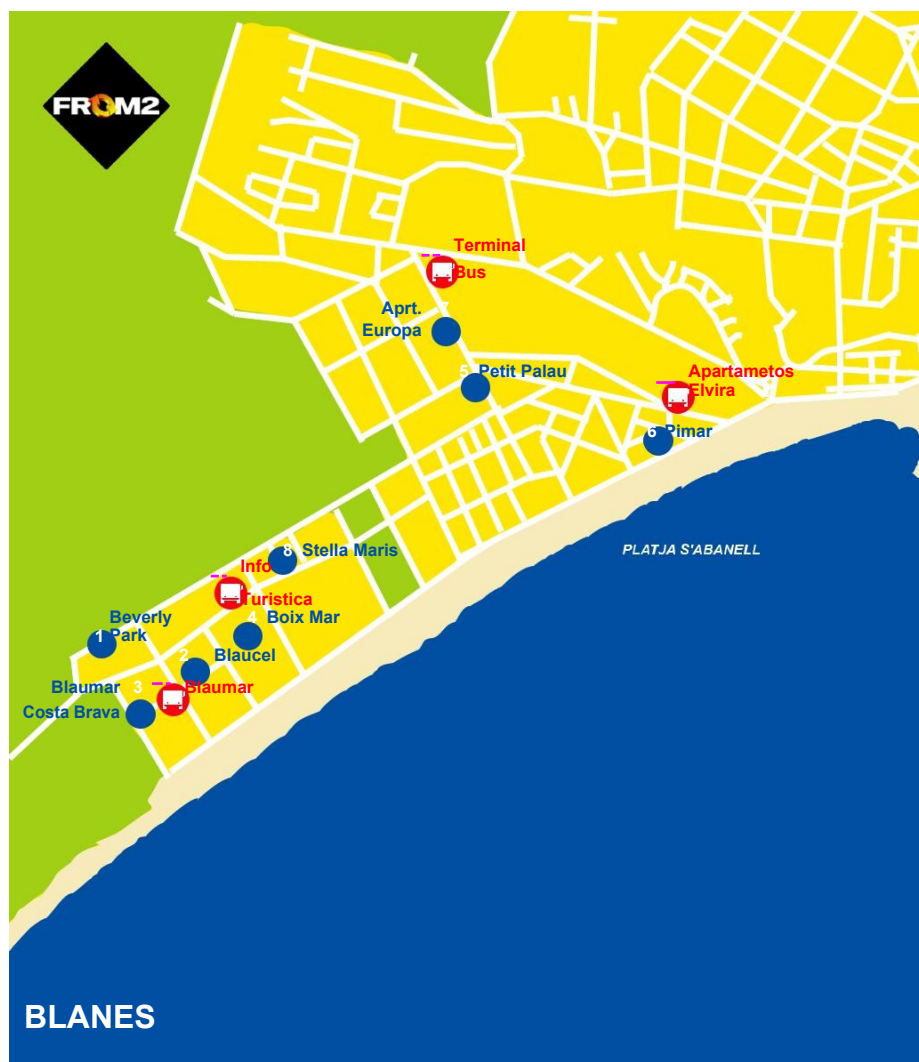 FROM2
Terminal
Bus
7
Aprt.
Europa
5 Petit Palau
Apartametos
Elvira
6 Pimar
PLATJA S'ABANELL
8 Stella Maris
Info
Turistica
4 Boix Mar
Beverly
1 Park
2 Blaucel
Blaumar 3 Blaumar
Costa Brava
BLANES